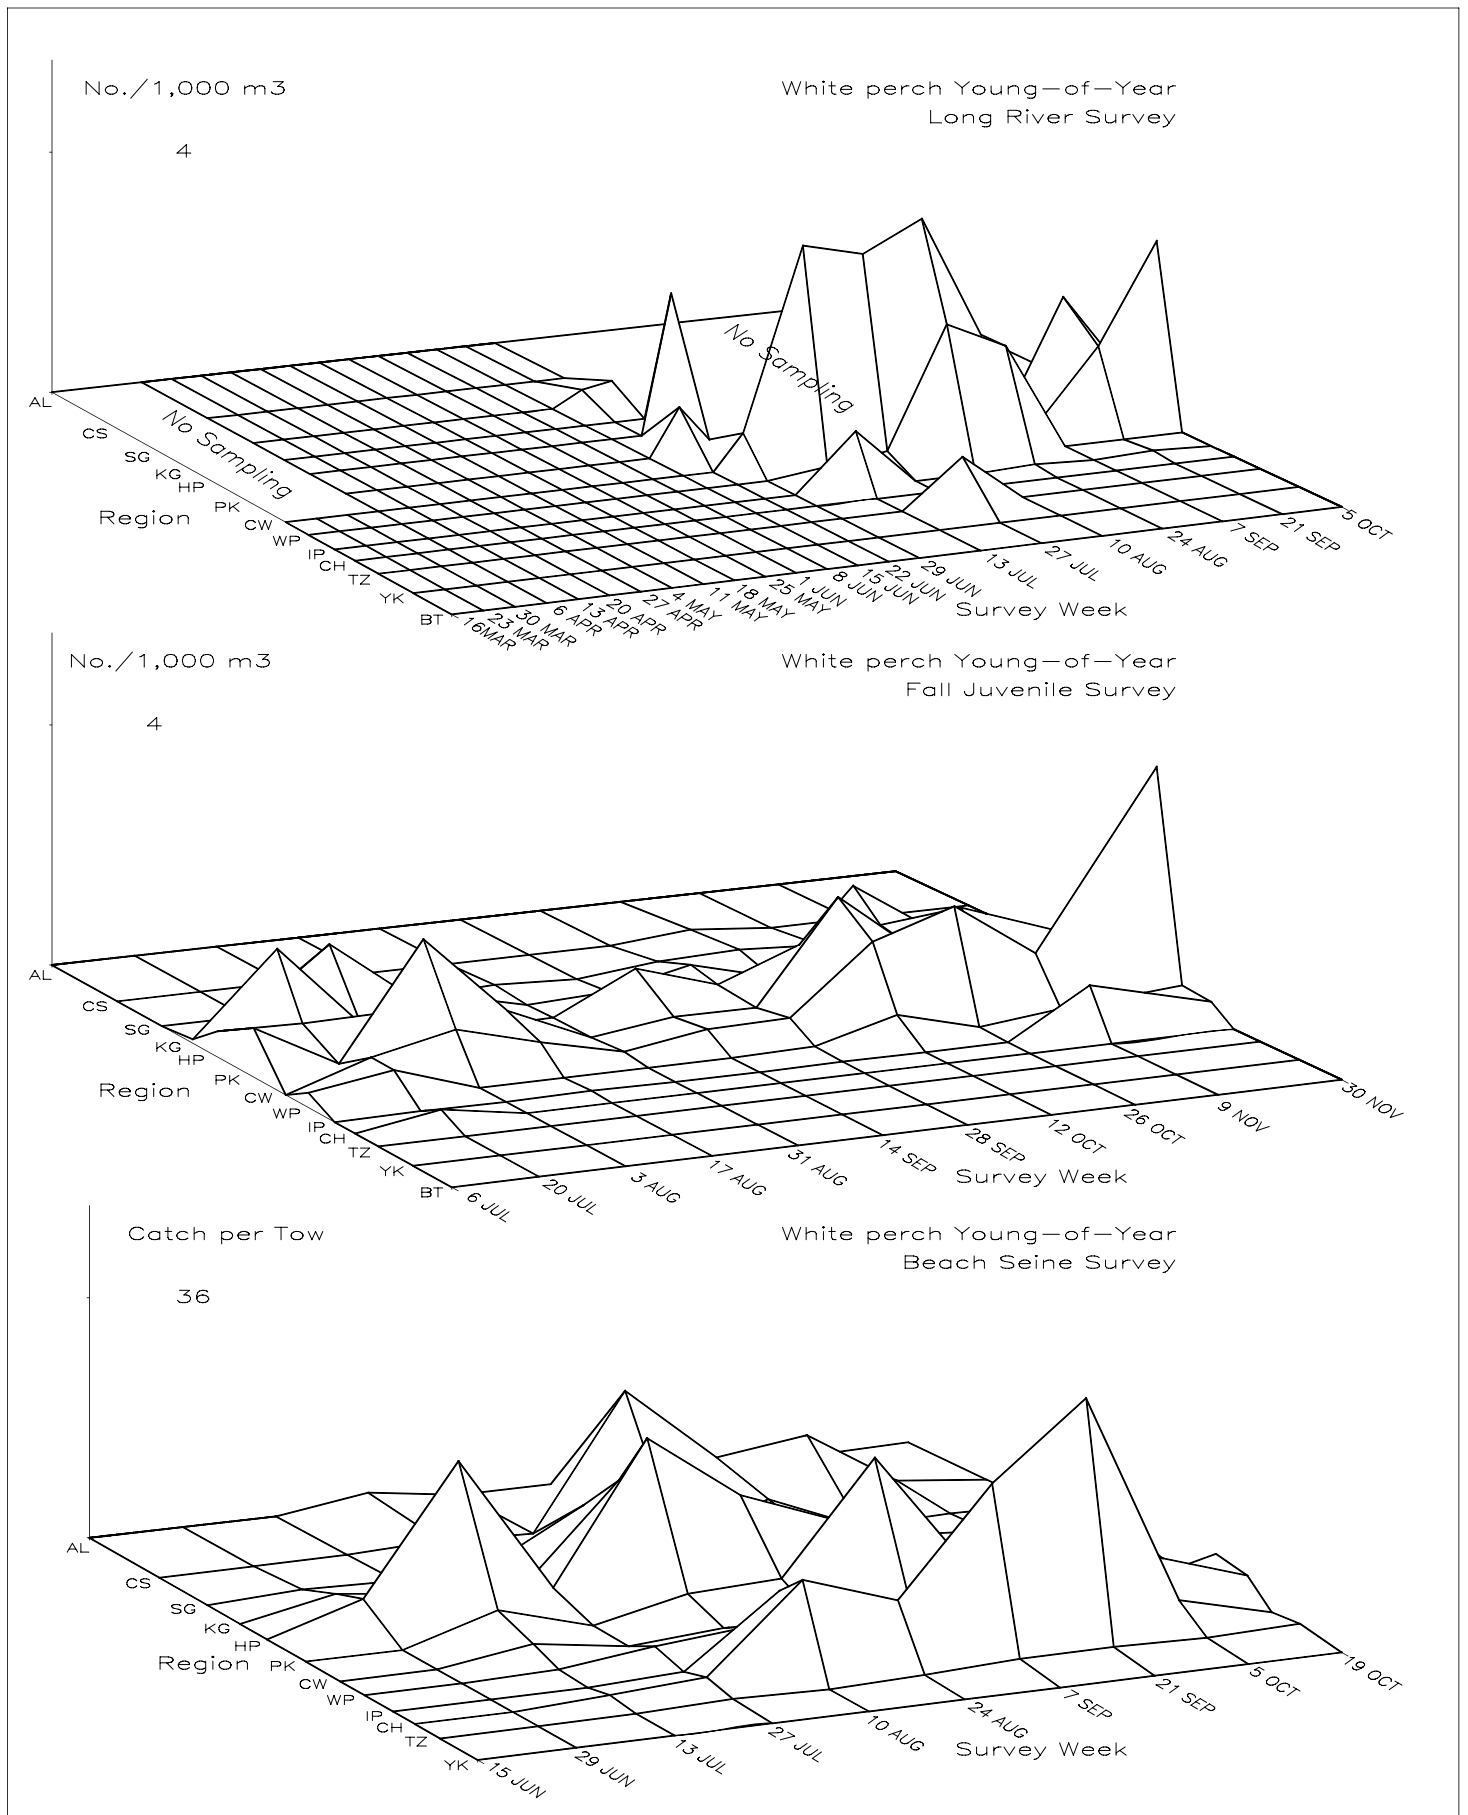 No./1,000 m3
White perch Young-of-Year
Long River Survey
4
No Sampling
AL
CS
SG
KG
HP
PK
CW
WP
IP
CH
TZ
YK
BT
No Sampling
Region
16MAR
23 MAR
30 MAR
6 APR
13 APR
20 APR
27 APR
4 MAY
11 MAY
18 MAY
25 MAY
1 JUN
8 JUN
15 JUN
22 JUN
29 JUN
13 JUL
27 JUL
10 AUG
24 AUG
7 SEP
21 SEP
5 OCT
Survey Week
No./1,000 m3
White perch Young-of-Year
Fall Juvenile Survey
4
AL
CS
SG
KG
HP
PK
CW
WP
IP
CH
TZ
YK
BT
Region
6 JUL
20 JUL
3 AUG
17 AUG
31 AUG
14 SEP
28 SEP
12 OCT
26 OCT
9 NOV
30 NOV
Survey Week
Catch per Tow
White perch Young-of-Year
Beach Seine Survey
36
AL
CS
SG
KG
HP
PK
CW
WP
IP
CH
TZ
YK
Region
15 JUN
29 JUN
13 JUL
27 JUL
10 AUG
24 AUG
7 SEP
21 SEP
5 OCT
19 OCT
Survey Week